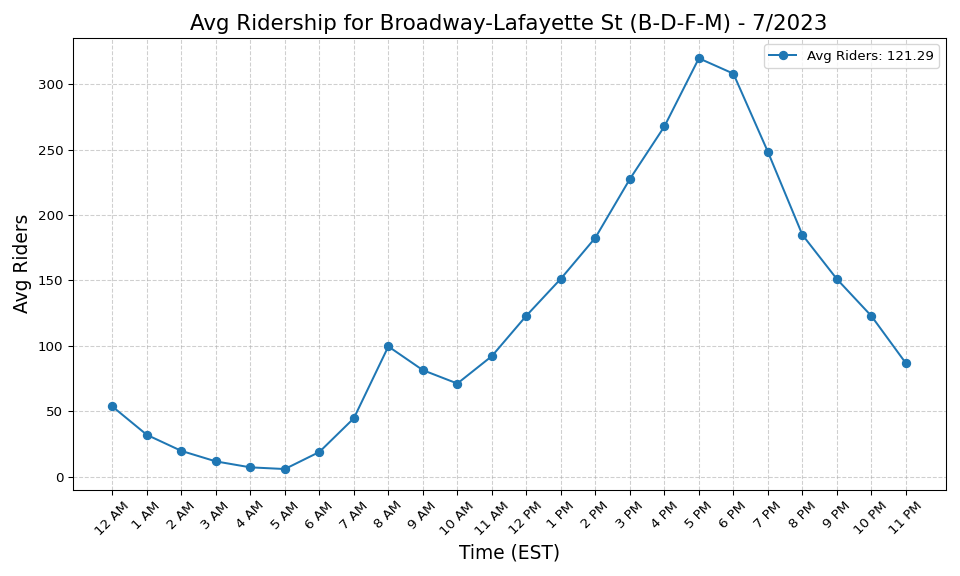 Avg Ridership for Broadway-Lafayette St (B-D-F-M) - 7/2023
Avg Riders: 121.29
Avg Riders
300
250
200
150
100
50
0
12 AM
1 AM
2 AM
3 AM
4 AM
5 AM
6 AM
7 AM
8 AM
9 AM
10 AM
11 AM
12 PM
1 PM
2 PM
3 PM
4 PM
5 PM
6 PM
7 PM
8 PM
9 PM
10 PM
11 PM
Time (EST)